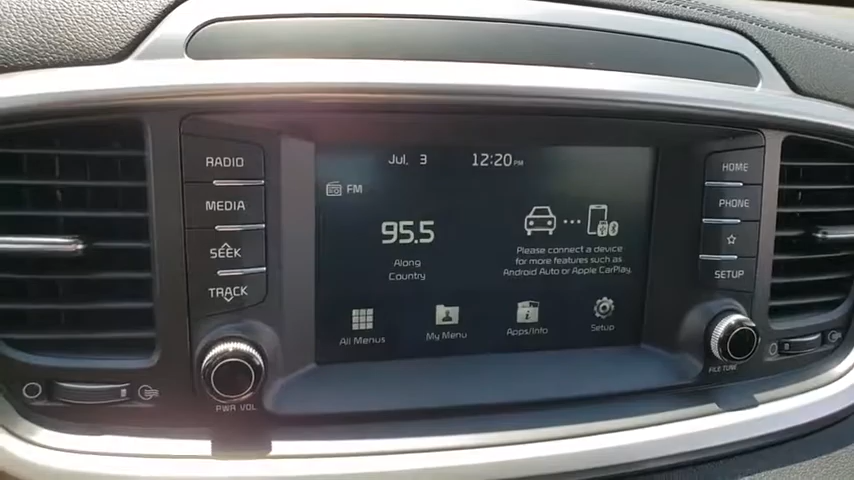 RADIO
MEDIA
SEEK
TRACK
PWR VOL
Jul, 3
12:20 PM
FM
95.5
Along
Country
Please connect a device
for more features such as
Android Auto or Apple CarPlay.
All Menus
My Menu
Apps/Info
Setup
HOME
PHONE
SETUP
FILE TUNE